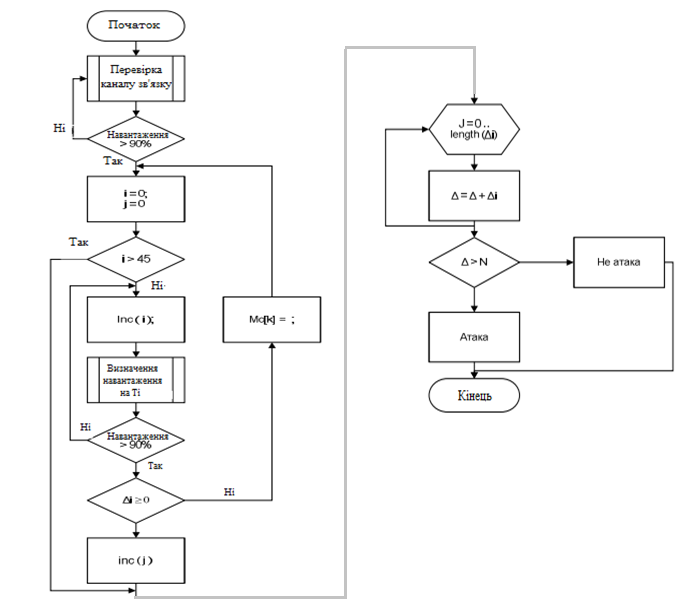 Початок
Перевірка
каналу зв'язку
Навантаження
> 90%
Ні
Так
i = 0;
j = 0
i > 45
Так
Ні
Inc( i );
Mc[k] = ;
Визначення
навантаження
на Ti
Навантаження
> 90%
Ні
Так
Δi ≥ 0
Ні
inc ( j )
J = 0 . .
length (Δi)
Δ = Δ + Δi
Δ > N
Не атака
Атака
Кінець